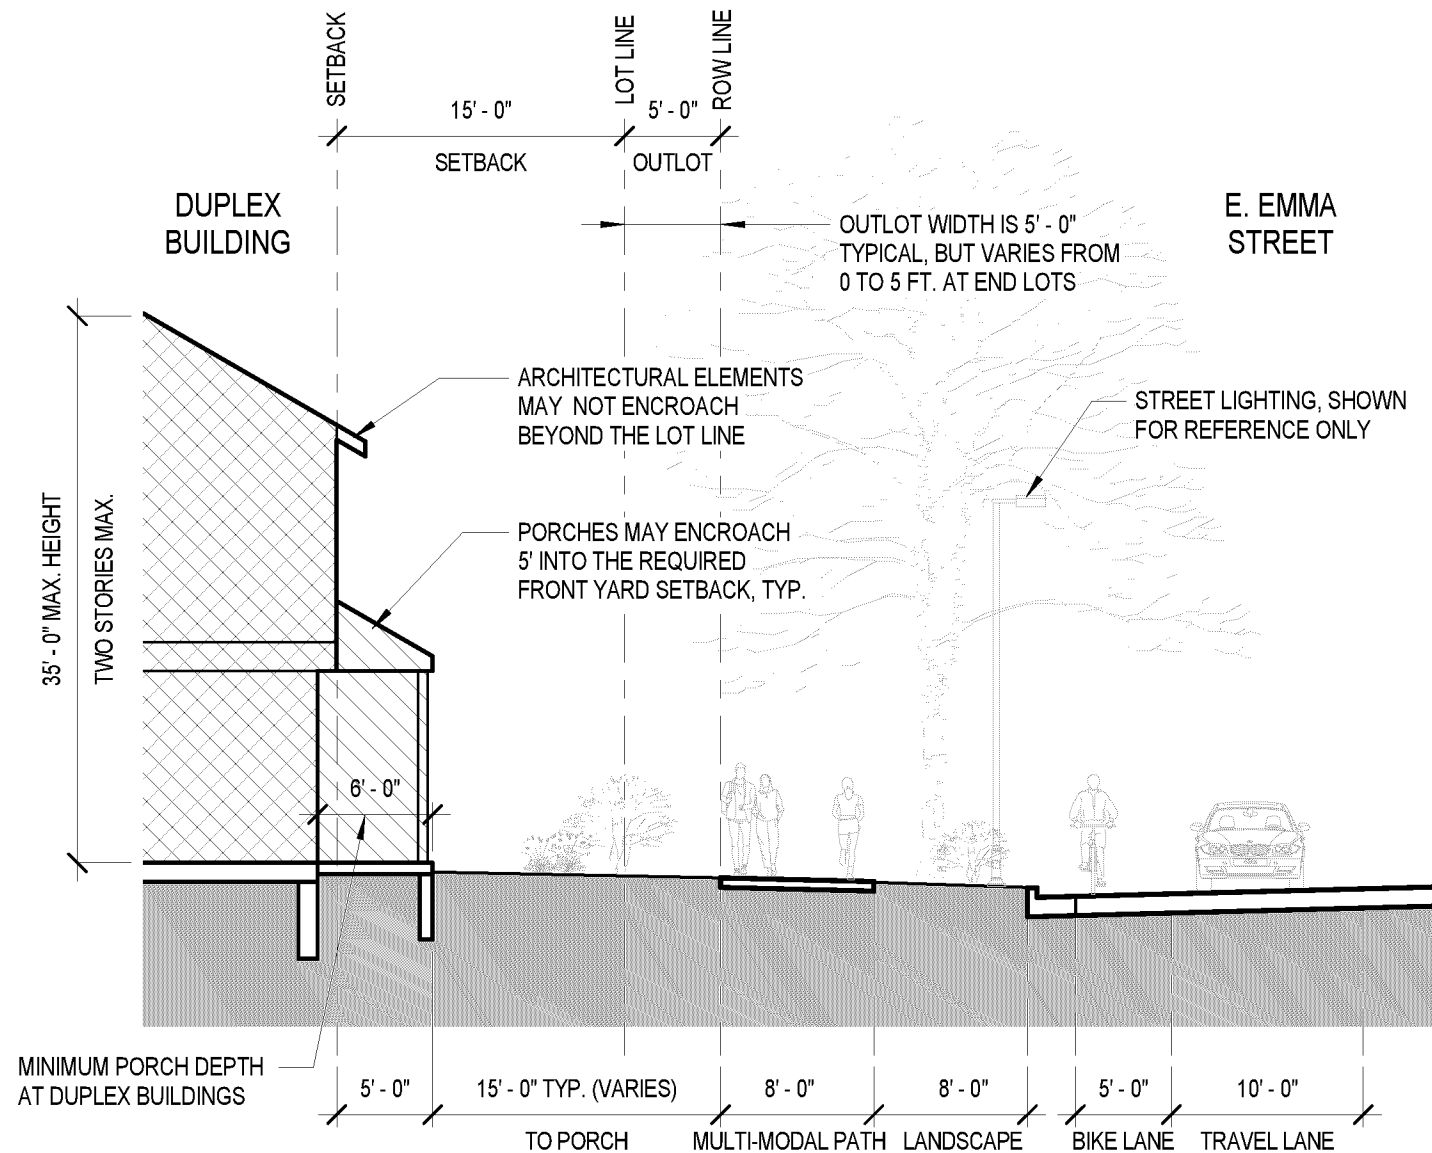 SETBACK
LOT LINE
ROW LINE
15' - 0"
5' - 0"
SETBACK
OUTLOT
DUPLEX
BUILDING
E. EMMA
STREET
OUTLOT WIDTH IS 5' - 0"
TYPICAL, BUT VARIES FROM
0 TO 5 FT. AT END LOTS
ARCHITECTURAL ELEMENTS
MAY NOT ENCROACH
BEYOND THE LOT LINE
STREET LIGHTING, SHOWN
FOR REFERENCE ONLY
35' - 0" MAX. HEIGHT
TWO STORIES MAX.
PORCHES MAY ENCROACH
5' INTO THE REQUIRED
FRONT YARD SETBACK, TYP.
6' - 0"
MINIMUM PORCH DEPTH
AT DUPLEX BUILDINGS
5' - 0"
15' - 0" TYP. (VARIES)
8' - 0"
8' - 0"
5' - 0"
10' - 0"
TO PORCH
MULTI-MODAL PATH
LANDSCAPE
BIKE LANE
TRAVEL LANE